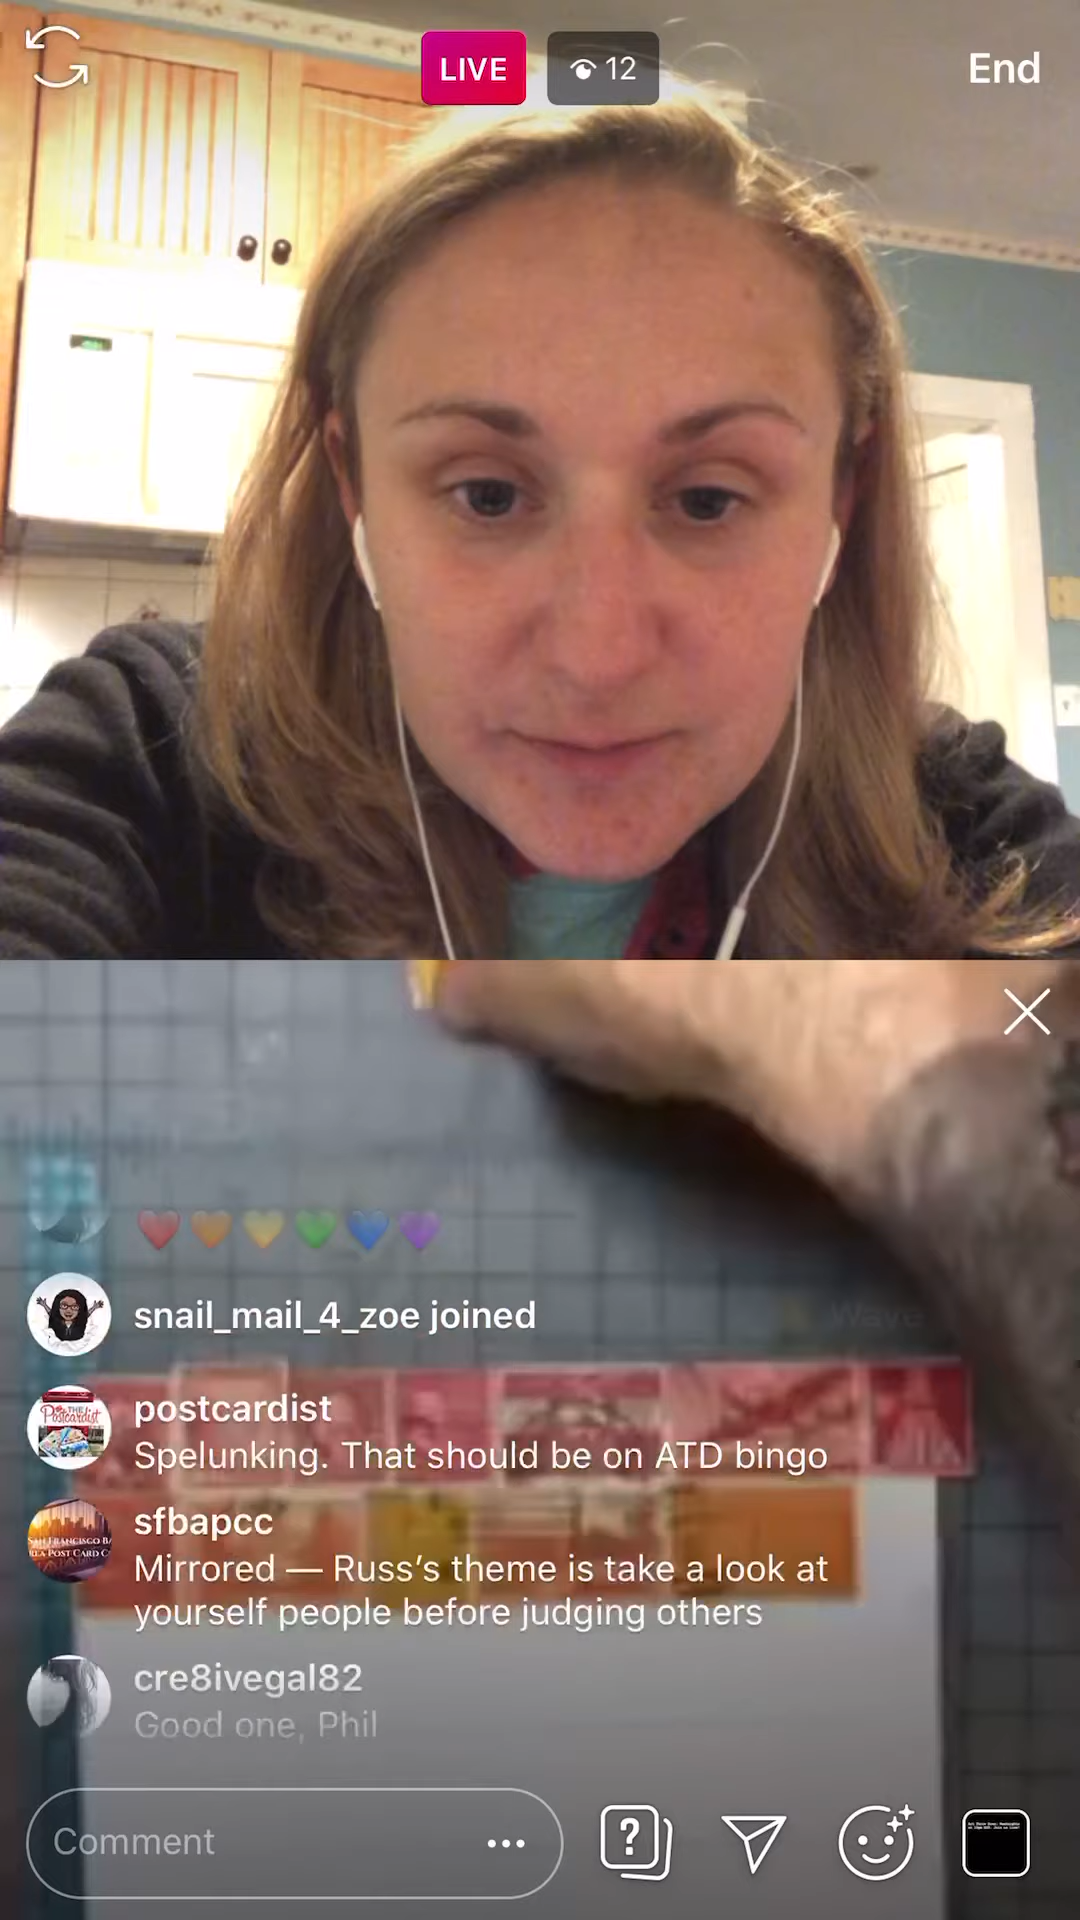 LIVE
12
End
snail_mail_4_zoe joined
postcardist
Spelunking. That should be on ATD bingo
sfbapcc
Mirrored — Russ’s theme is take a look at
yourself people before judging others
cre8ivegal82
Good one, Phil
Comment